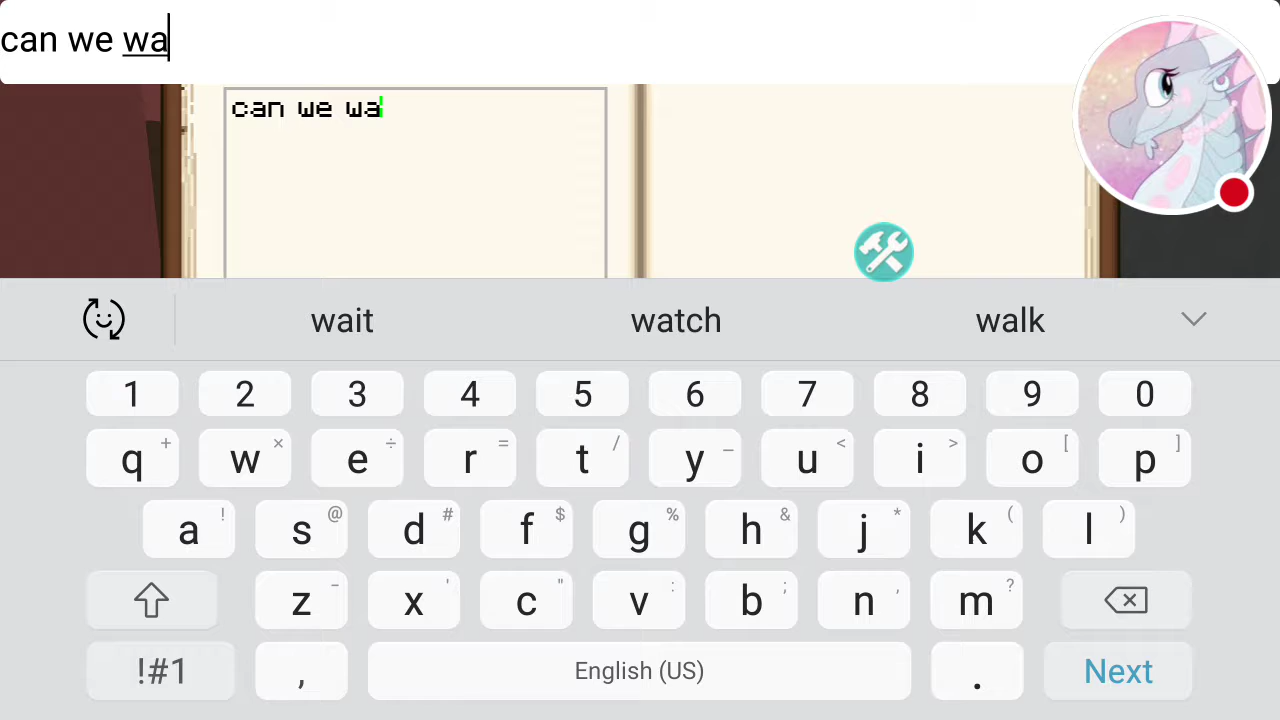 can we wa
can we wa
wait watch walk
1 2 3 4 5 6 7 8 9 0
q + w × e ÷ r = t / y _ u < i > o [ p ]
a ! s @ d # f $ g % h & j * k ( l )
z - x ' c " v : b ; n , m ?
!#1 , English (US) . Next